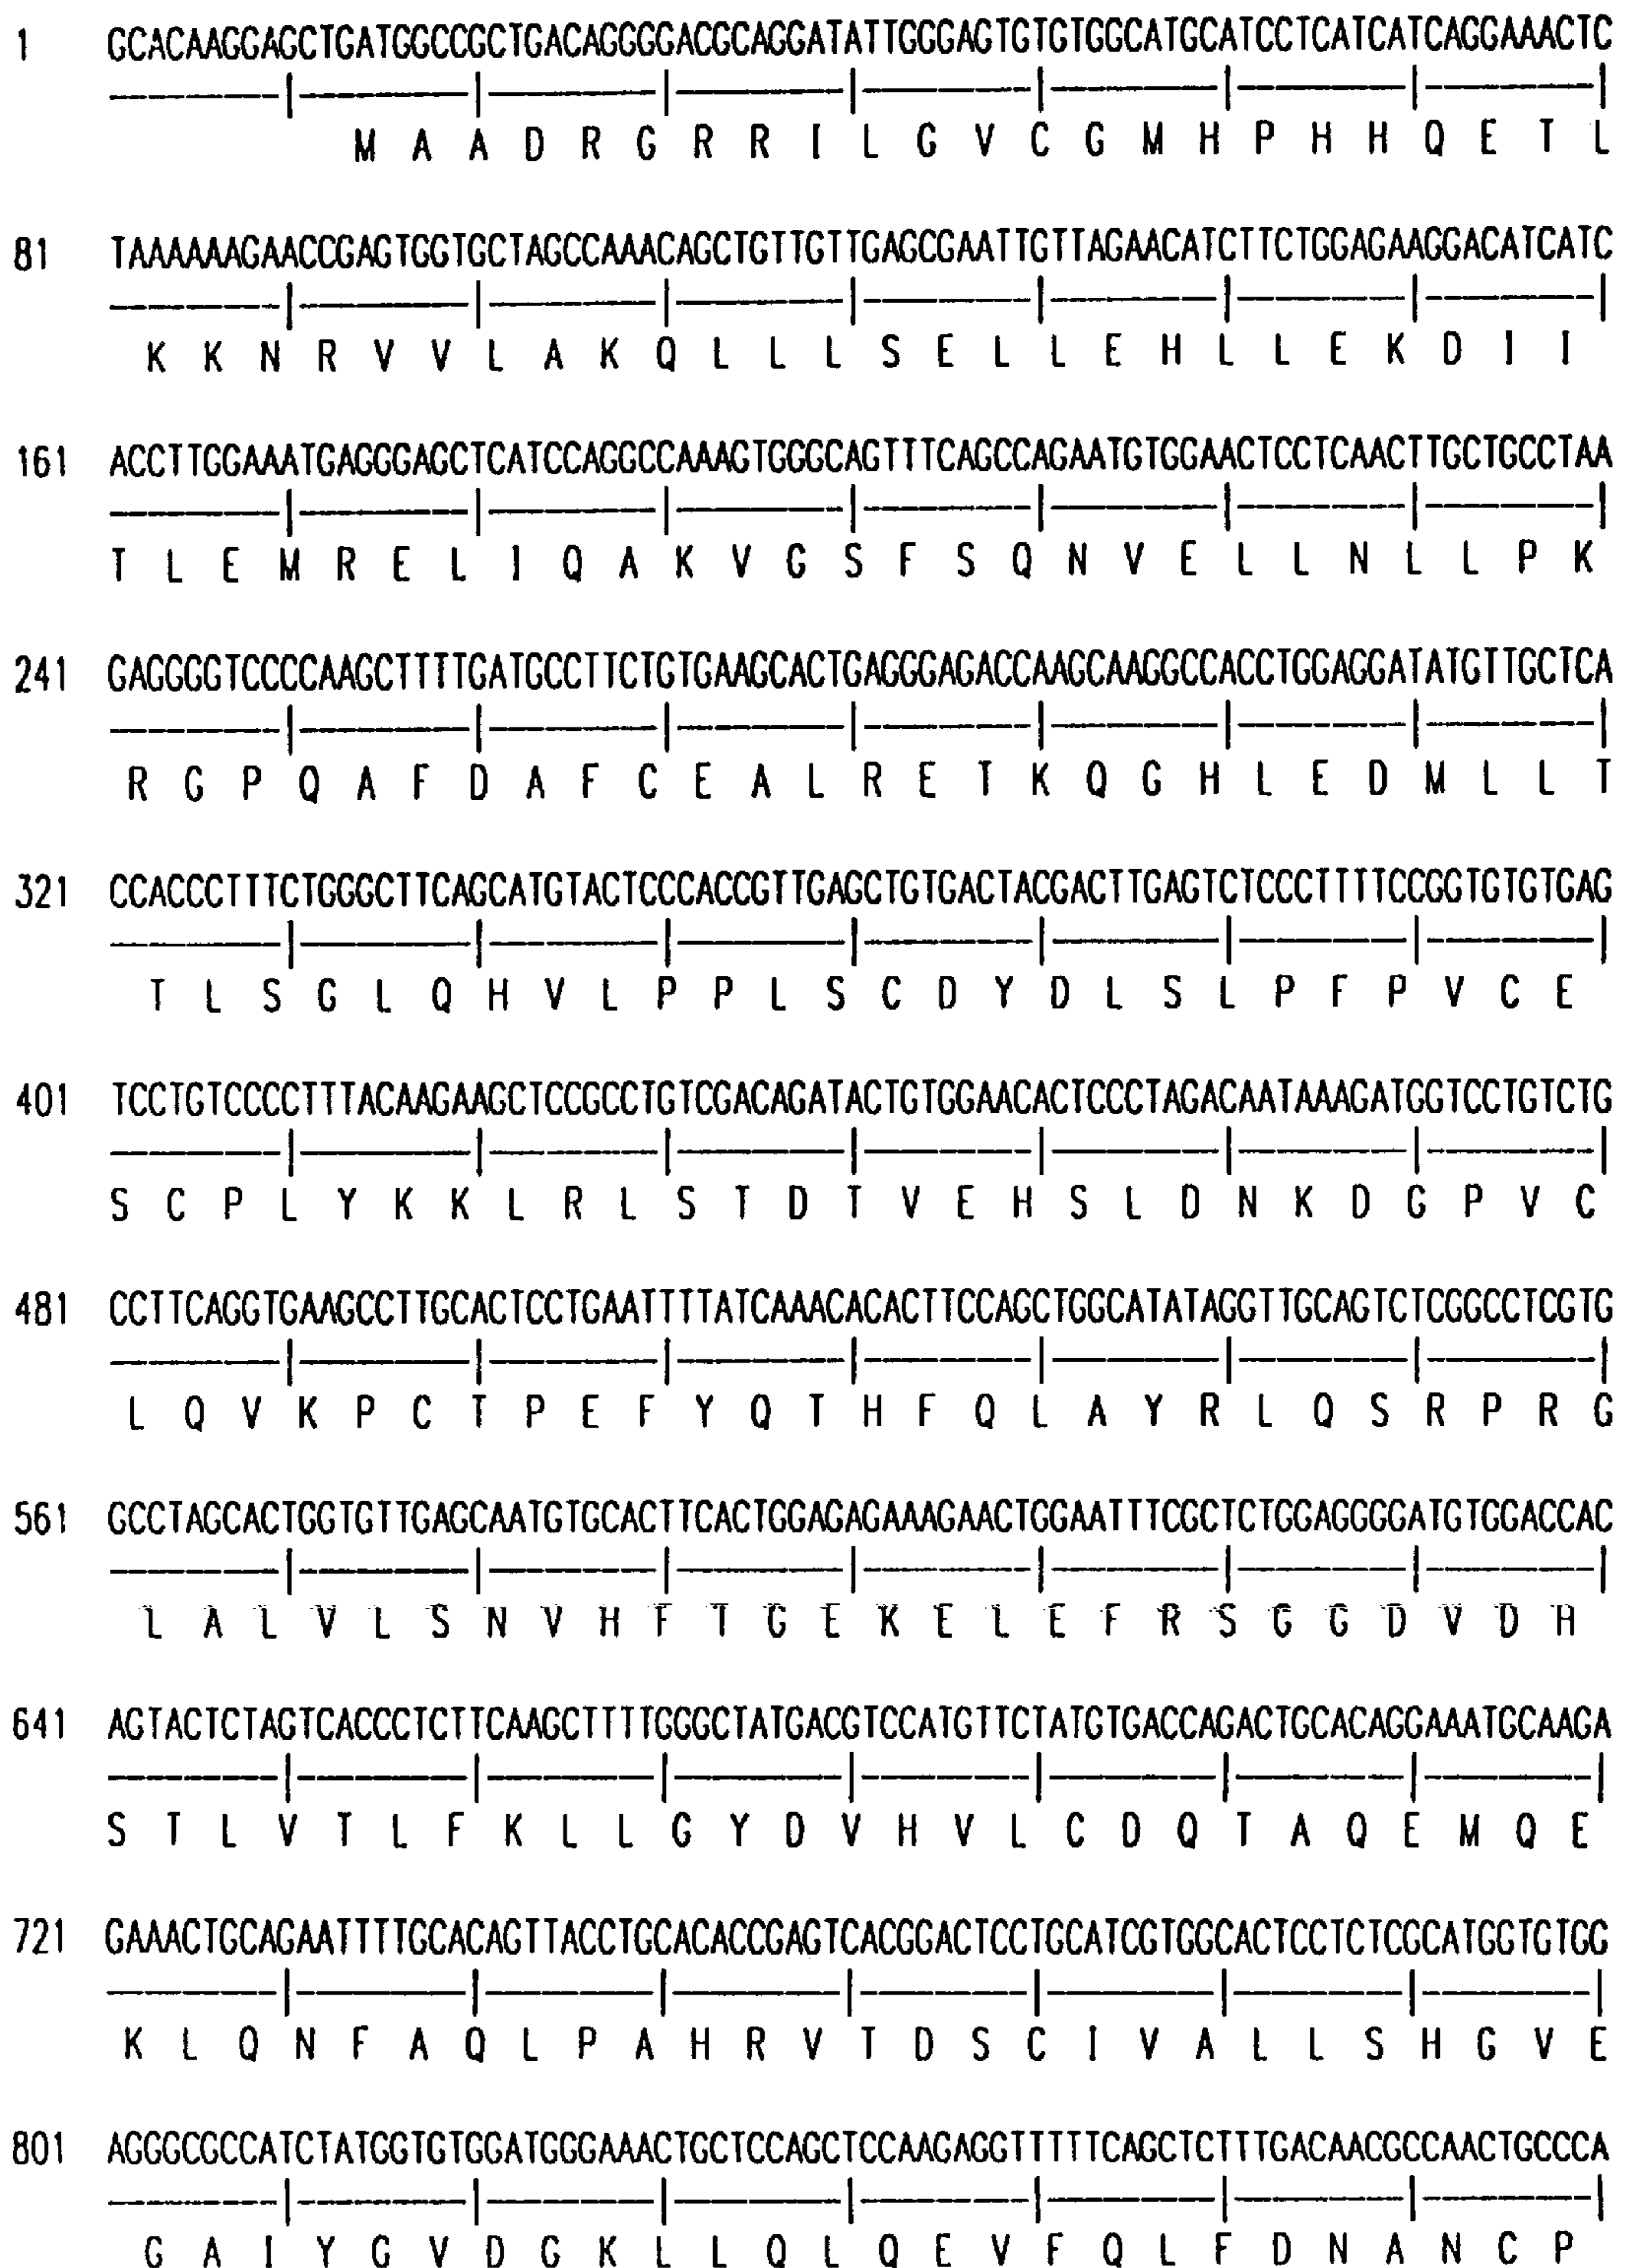 1 GCACAAGGAGCTGATGGCCGCTGACAGGGGACGCAGGATATTGGGAGTGTGTGGCATGCATCCTCATCATCAGGAAACTC
M A A D R G R R I L G V C G M H P H H Q E T L
81 TAAAAAAGAACCGAGTGGTGCTAGCCAAACAGCTGTTGTTGAGCGAATTGTTAGAACATCTTCTGGAGAAGGACATCATC
K K N R V V L A K Q L L L S E L L E H L L E K D I I
161 ACCTTGGAAATGAGGGAGCTCATCCAGGCCAAAGTGGGCAGTTTCAGCCAGAATGTGGAACTCCTCAACTTGCTGCCTAA
T L E M R E L I Q A K V G S F S Q N V E L L N L L P K
241 GAGGGGTCCCCAAGCTTTTGATGCCTTCTGTGAAGCACTGAGGGAGACCAAGCAAGGCCACCTGGAGGATATGTTGCTCA
R G P Q A F D A F C E A L R E T K Q G H L E D M L L T
321 CCACCCTTTCTGGGCTTCAGCATGTACTCCCACCGTTGAGCTGTGACTACGACTTGAGTCTCCCTTTTCCGGTGTGTGAG
T L S G L Q H V L P P L S C D Y D L S L P F P V C E
401 TCCTGTCCCCTTTACAAGAAGCTCCGCCTGTCGACAGATACTGTGGAACACTCCCTAGACAATAAAGATGGTCCTGTCTG
S C P L Y K K L R L S T D T V E H S L D N K D G P V C
481 CCTTCAGGTGAAGCCTTGCACTCCTGAATTTTATCAAACACACTTCCAGCTGGCATATAGGTTGCAGTCTCGGCCTCGTG
L Q V K P C T P E F Y Q T H F Q L A Y R L Q S R P R G
561 GCCTAGCACTGGTGTTGAGCAATGTGCACTTCACTGGAGAGAAAGAACTGGAATTTCGCTCTGGAGGGGATGTGGACCAC
L A L V L S N V H F T G E K E L E F R S G G D V D H
641 AGTACTCTAGTCACCCTCTTCAAGCTTTTGGGCTATGACGTCCATGTTCTATGTGACCAGACTGCACAGGAAATGCAAGA
S T L V T L F K L L G Y D V H V L C D Q T A Q E M Q E
721 GAAACTGCAGAATTTTGCACAGTTACCTGCACACCGAGTCACGGACTCCTGCATCGTGGCACTCCTCTCGCATGGTGTGG
K L Q N F A Q L P A H R V T D S C I V A L L S H G V E
801 AGGGCGCCATCTATGGTGTGGATGGGAAACTGCTCCAGCTCCAAGAGGTTTTTCAGCTCTTTGACAACGCCAACTGCCCA
G A I Y G V D G K L L Q L Q E V F Q L F D N A N C P